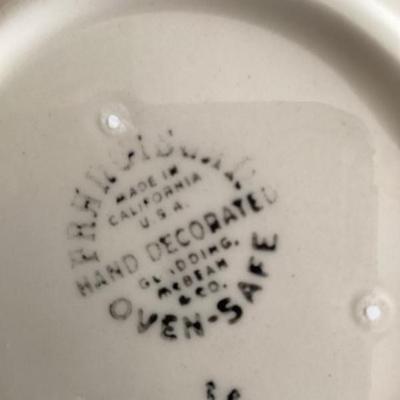 FRANCISCAN
MADE IN
CALIFORNIA
U.S.A.
HAND DECORATED
GLADDING,
McBEAN
& CO.
OVEN-SAFE